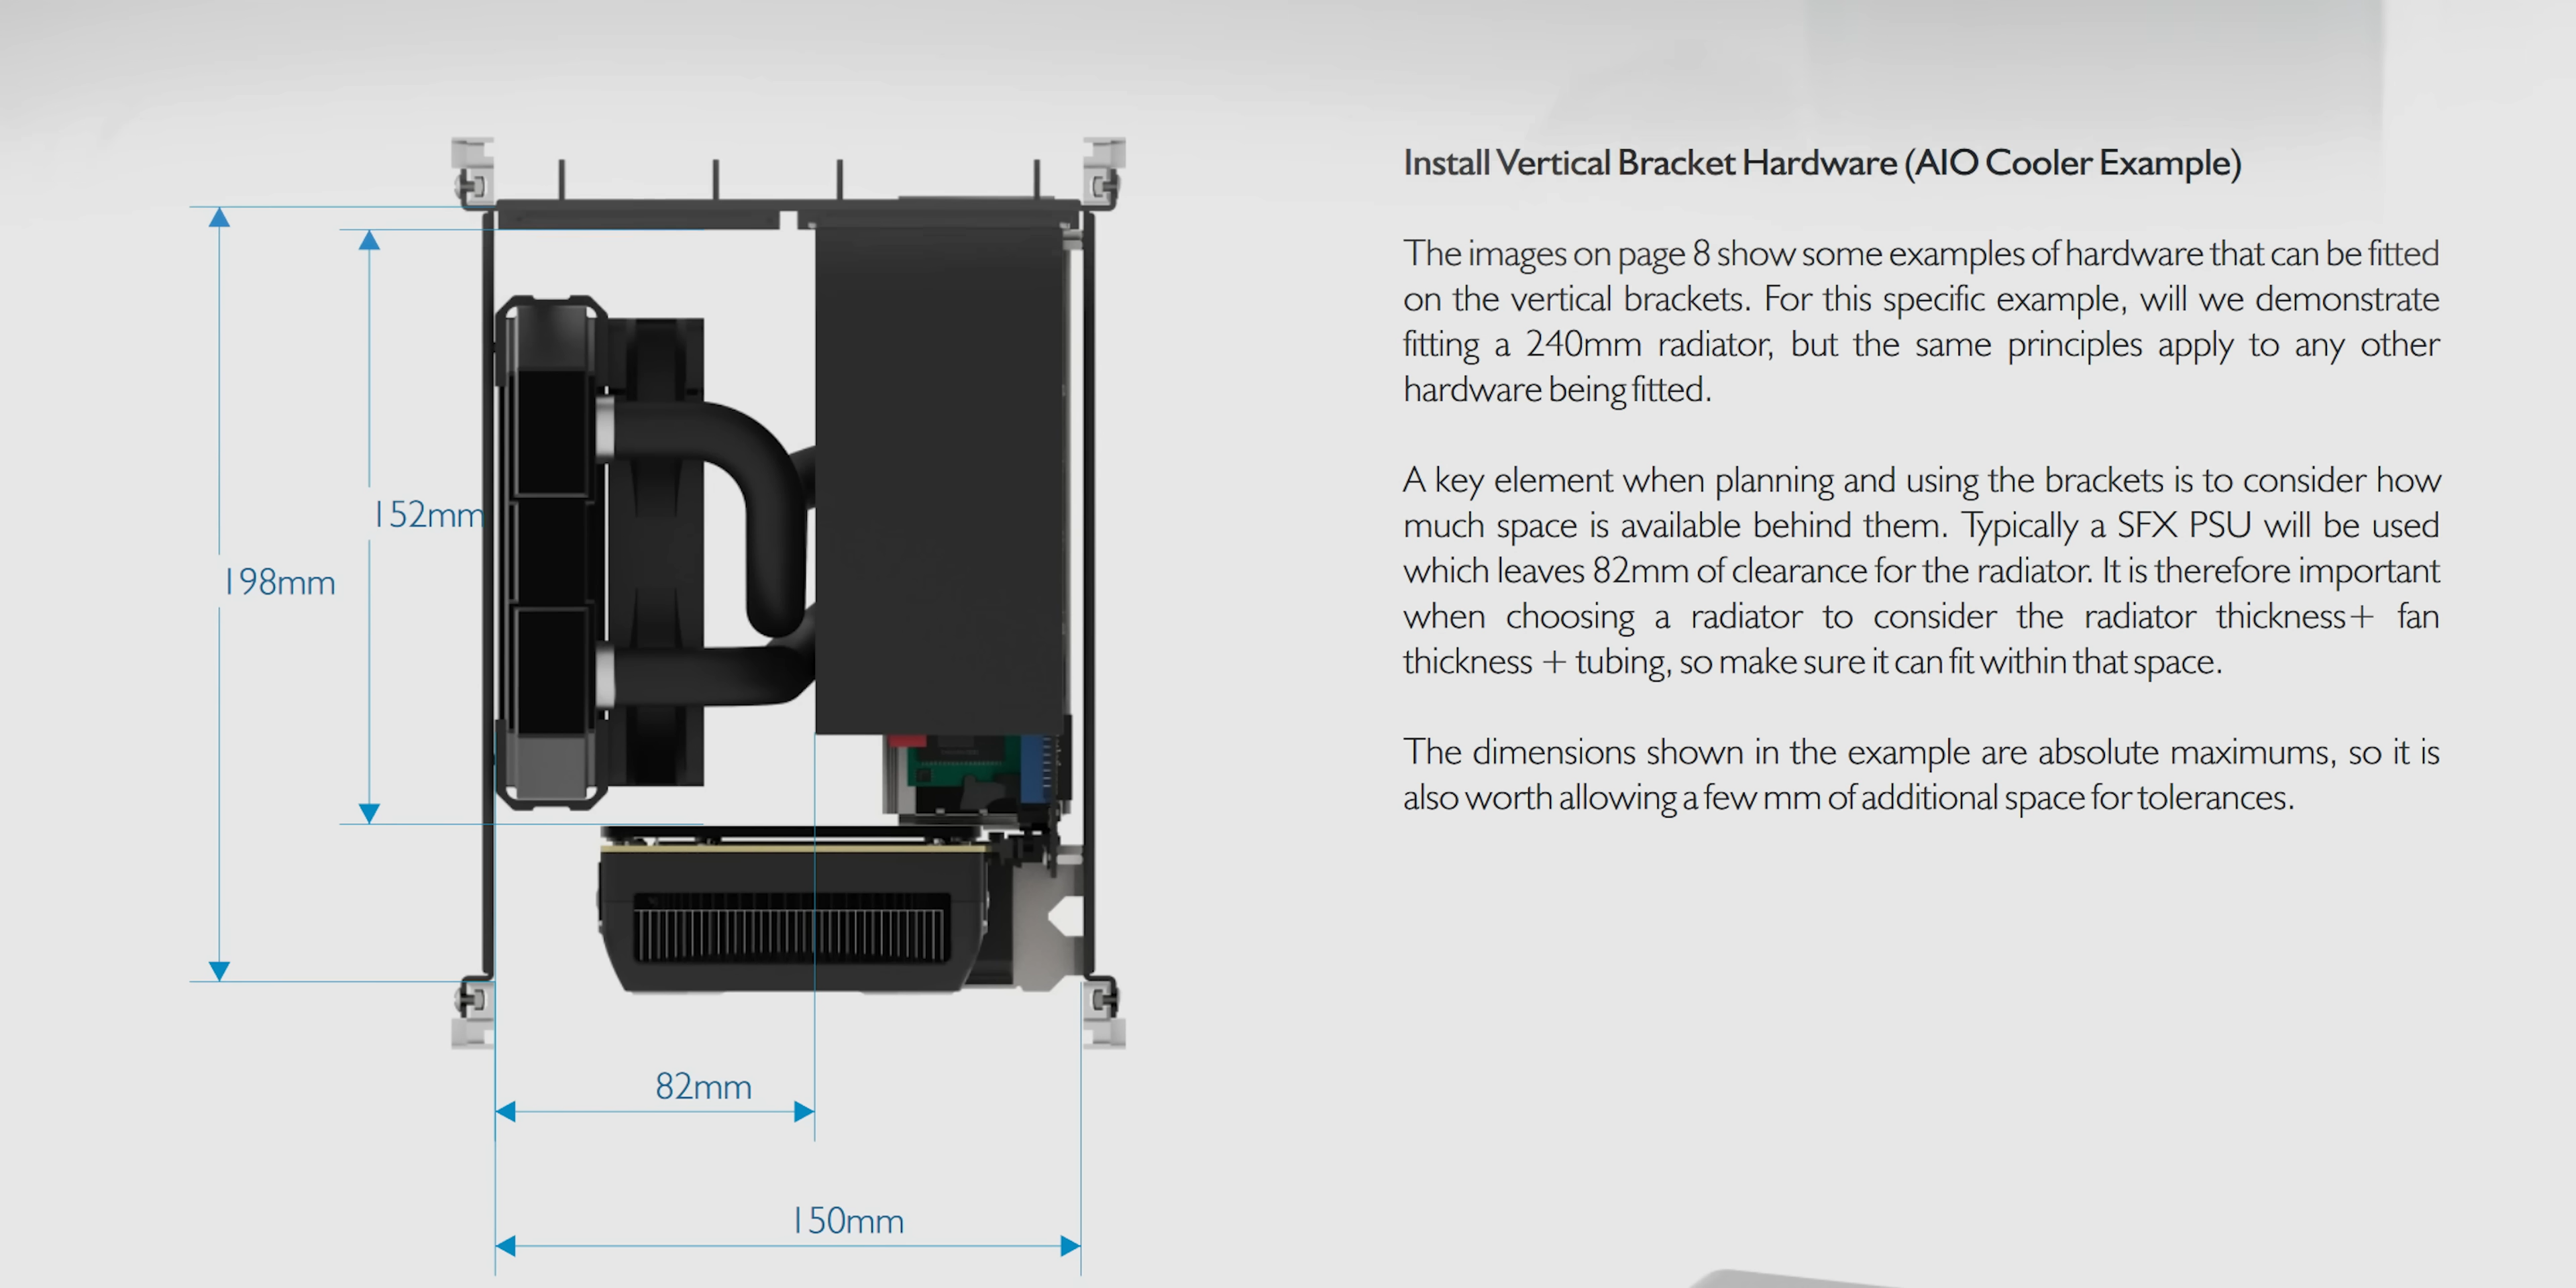 Install Vertical Bracket Hardware (AIO Cooler Example)
The images on page 8 show some examples of hardware that can be fitted
on the vertical brackets. For this specific example, will we demonstrate
fitting a 240mm radiator, but the same principles apply to any other
hardware being fitted.
A key element when planning and using the brackets is to consider how
much space is available behind them. Typically a SFX PSU will be used
which leaves 82mm of clearance for the radiator. It is therefore important
when choosing a radiator to consider the radiator thickness+ fan
thickness + tubing, so make sure it can fit within that space.
The dimensions shown in the example are absolute maximums, so it is
also worth allowing a few mm of additional space for tolerances.
152mm
198mm
82mm
150mm